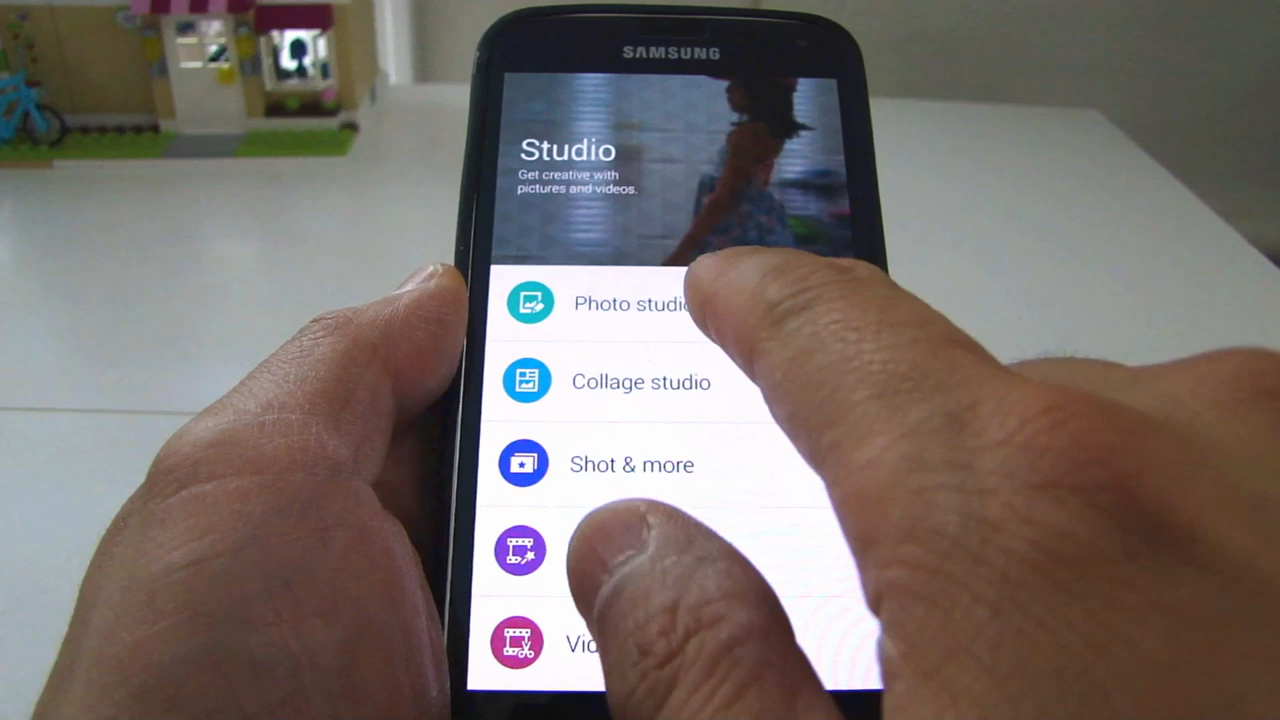 SAMSUNG
Studio
Get creative with
pictures and videos.
Photo studio
Collage studio
Shot & more